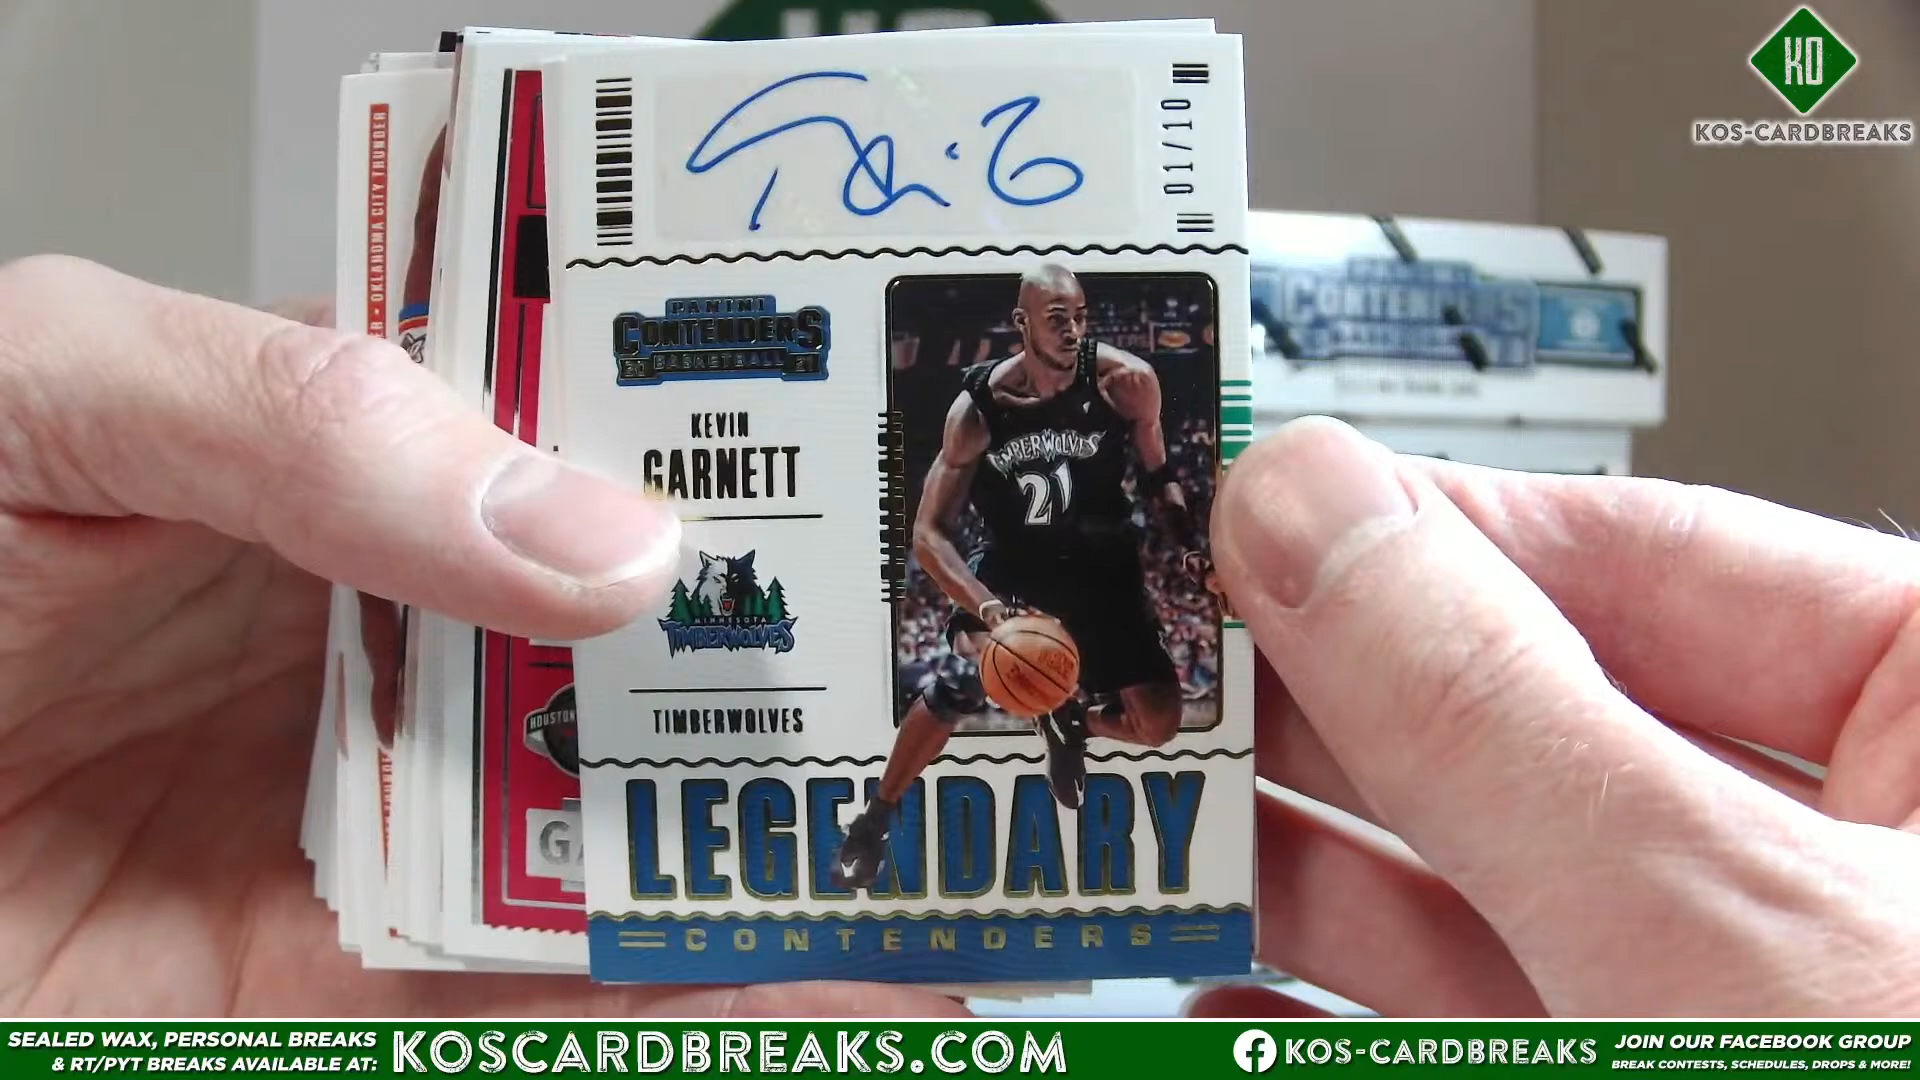 KO
KOS-CARDBREAKS
01/10
OKLAHOMA CITY THUNDER
PANINI
CONTENDERS
20 BASKETBALL 21
KEVIN
GARNETT
TIMBERWOLVES
21
MINNESOTA
TIMBERWOLVES
TIMBERWOLVES
HOUSTON
LEGENDARY
CONTENDERS
CONTENDERS
SEALED WAX, PERSONAL BREAKS
& RT/PYT BREAKS AVAILABLE AT:
KOSCARDBREAKS.COM
KOS-CARDBREAKS
JOIN OUR FACEBOOK GROUP
BREAK CONTESTS, SCHEDULES, DROPS & MORE!